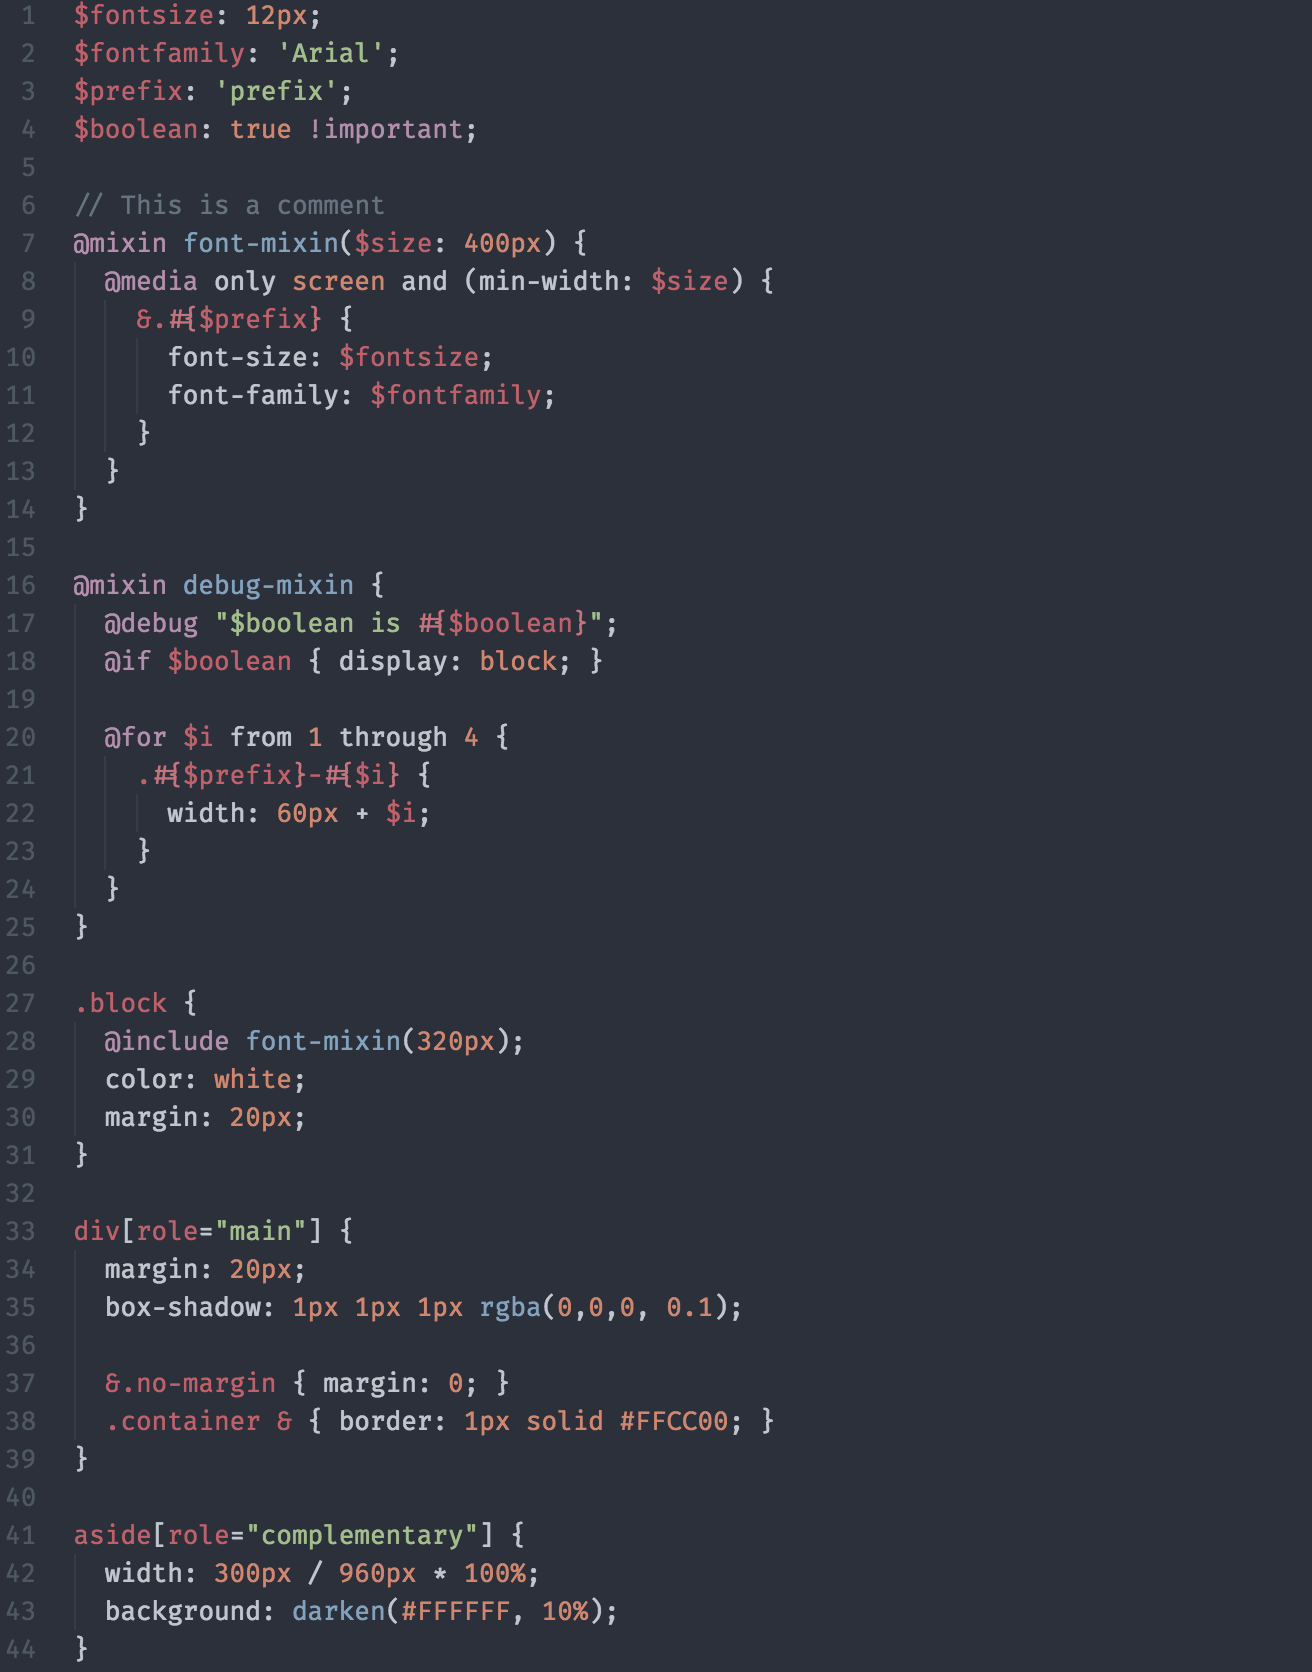 1 $fontsize: 12px;
2 $fontfamily: 'Arial';
3 $prefix: 'prefix';
4 $boolean: true !important;
5
6 // This is a comment
7 @mixin font-mixin($size: 400px) {
8   @media only screen and (min-width: $size) {
9     &.#{$prefix} {
10       font-size: $fontsize;
11       font-family: $fontfamily;
12     }
13   }
14 }
15
16 @mixin debug-mixin {
17   @debug "$boolean is #{$boolean}";
18   @if $boolean { display: block; }
19
20   @for $i from 1 through 4 {
21     .#{$prefix}-#{$i} {
22       width: 60px + $i;
23     }
24   }
25 }
26
27 .block {
28   @include font-mixin(320px);
29   color: white;
30   margin: 20px;
31 }
32
33 div[role="main"] {
34   margin: 20px;
35   box-shadow: 1px 1px 1px rgba(0,0,0, 0.1);
36
37   &.no-margin { margin: 0; }
38   .container & { border: 1px solid #FFCC00; }
39 }
40
41 aside[role="complementary"] {
42   width: 300px / 960px * 100%;
43   background: darken(#FFFFFF, 10%);
44 }